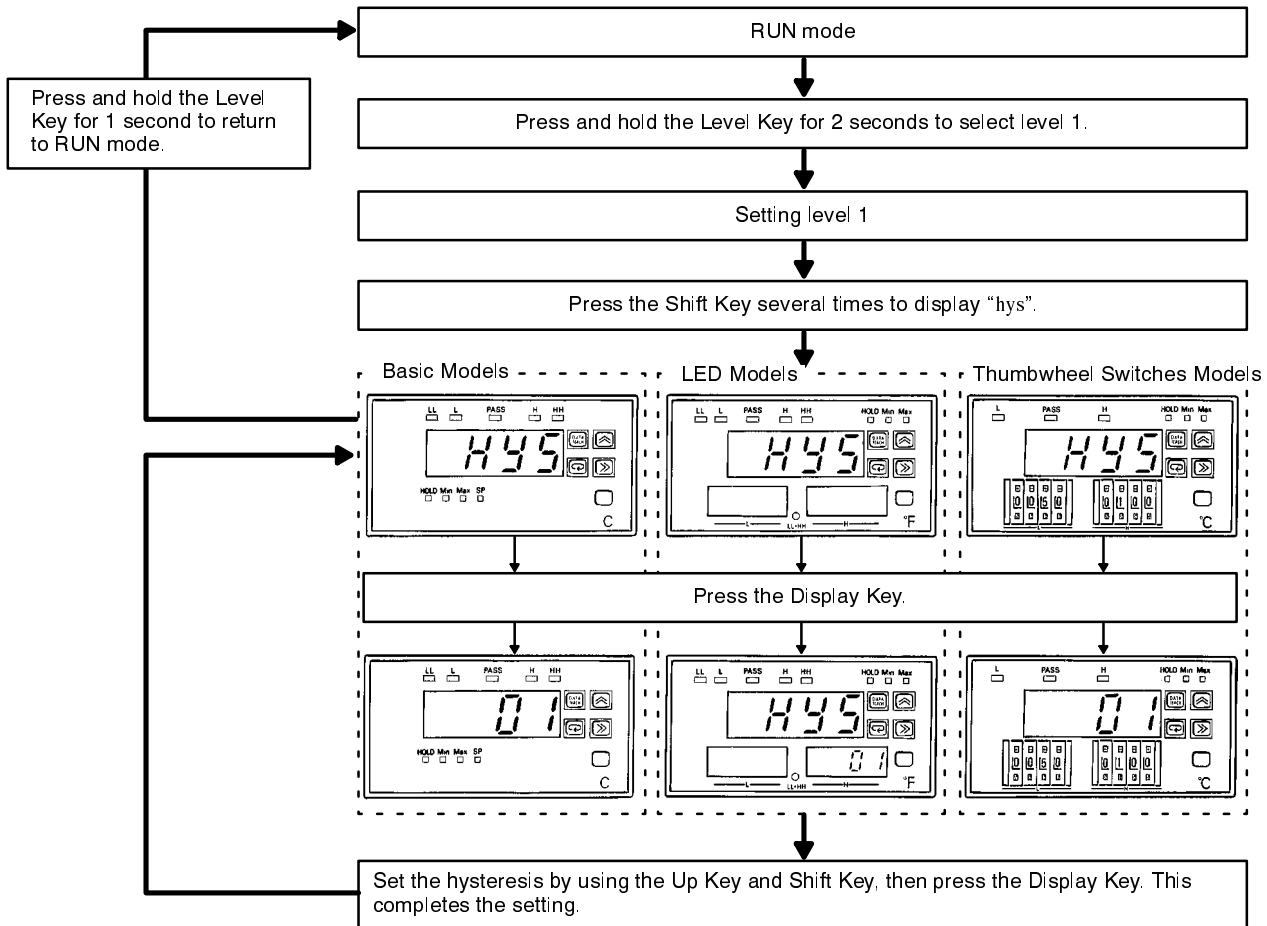 RUN mode
Press and hold the Level
Key for 1 second to return
to RUN mode.
Press and hold the Level Key for 2 seconds to select level 1.
Setting level 1
Press the Shift Key several times to display “hys”.
Basic Models
LED Models
Thumbwheel Switches Models
LL L PASS H HH
HYS
HOLD Min Max SP
C
LL L PASS H HH HOLD Min Max
HYS
L LL•HH H
°F
L PASS H HOLD Min Max
HYS
°C
Press the Display Key.
LL L PASS H HH
01
HOLD Min Max SP
C
LL L PASS H HH HOLD Min Max
HYS
01
L LL•HH H
°F
L PASS H HOLD Min Max
01
°C
Set the hysteresis by using the Up Key and Shift Key, then press the Display Key. This
completes the setting.